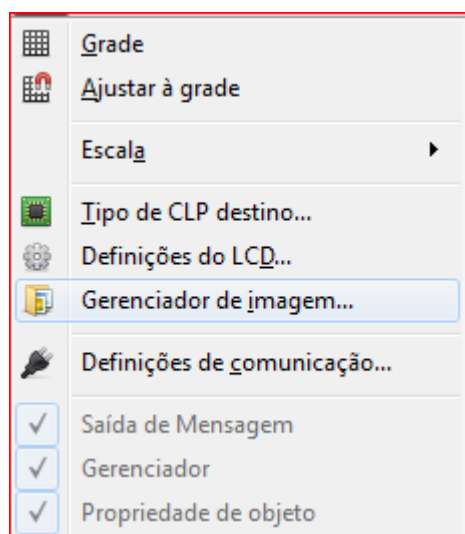 Grade
Ajustar à grade
Escala
Tipo de CLP destino...
Definições do LCD...
Gerenciador de imagem...
Definições de comunicação...
Saída de Mensagem
Gerenciador
Propriedade de objeto